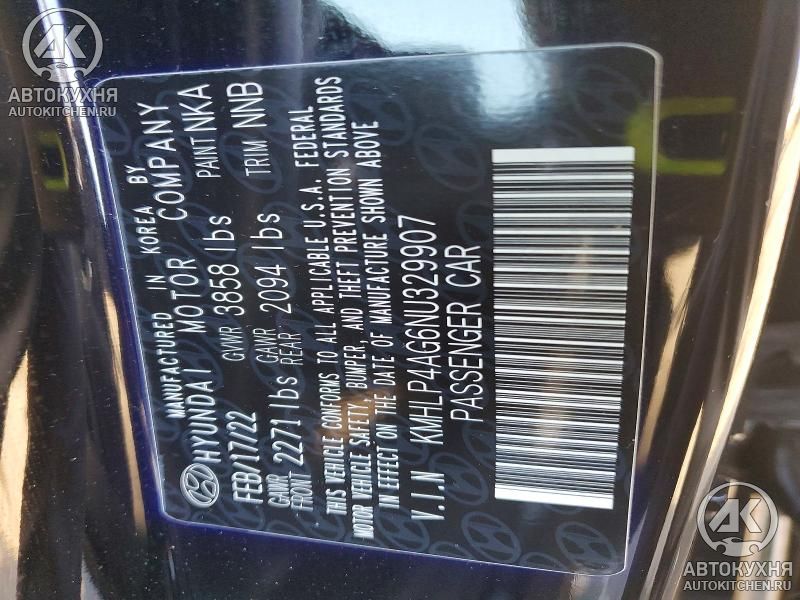 MANUFACTURED IN KOREA BY
HYUNDAI MOTOR COMPANY
FEB/17/22 GVWR 3858 lbs PAINT NKA
GAWR FRONT 2271 lbs GAWR REAR 2094 lbs TRIM NNB
THIS VEHICLE CONFORMS TO ALL APPLICABLE U.S.A. FEDERAL
MOTOR VEHICLE SAFETY, BUMPER, AND THEFT PREVENTION STANDARDS
IN EFFECT ON THE DATE OF MANUFACTURE SHOWN ABOVE
V.I.N KMHLP4AG6NU329907
PASSENGER CAR
АК
АВТОКУХНЯ
AUTOKITCHEN.RU
АК
АВТОКУХНЯ
AUTOKITCHEN.RU